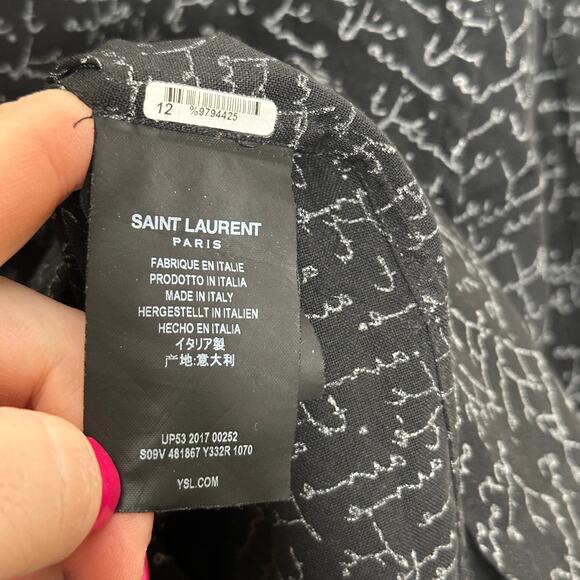 12 %9794425
SAINT LAURENT
PARIS
FABRIQUE EN ITALIE
PRODOTTO IN ITALIA
MADE IN ITALY
HERGESTELLT IN ITALIEN
HECHO EN ITALIA
イタリア製
产地:意大利
UP53 2017 00252
S09V 481867 Y332R 1070
YSL.COM